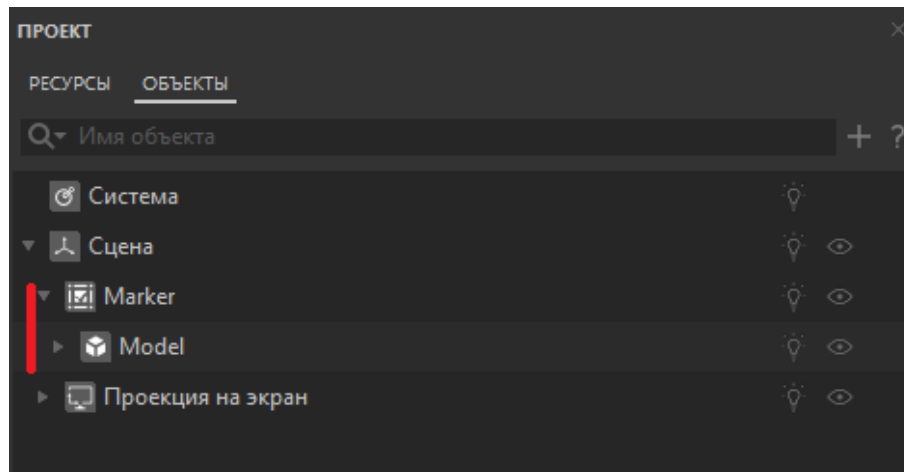 ПРОЕКТ
РЕСУРСЫ ОБЪЕКТЫ
Имя объекта
Система
Сцена
Marker
Model
Проекция на экран